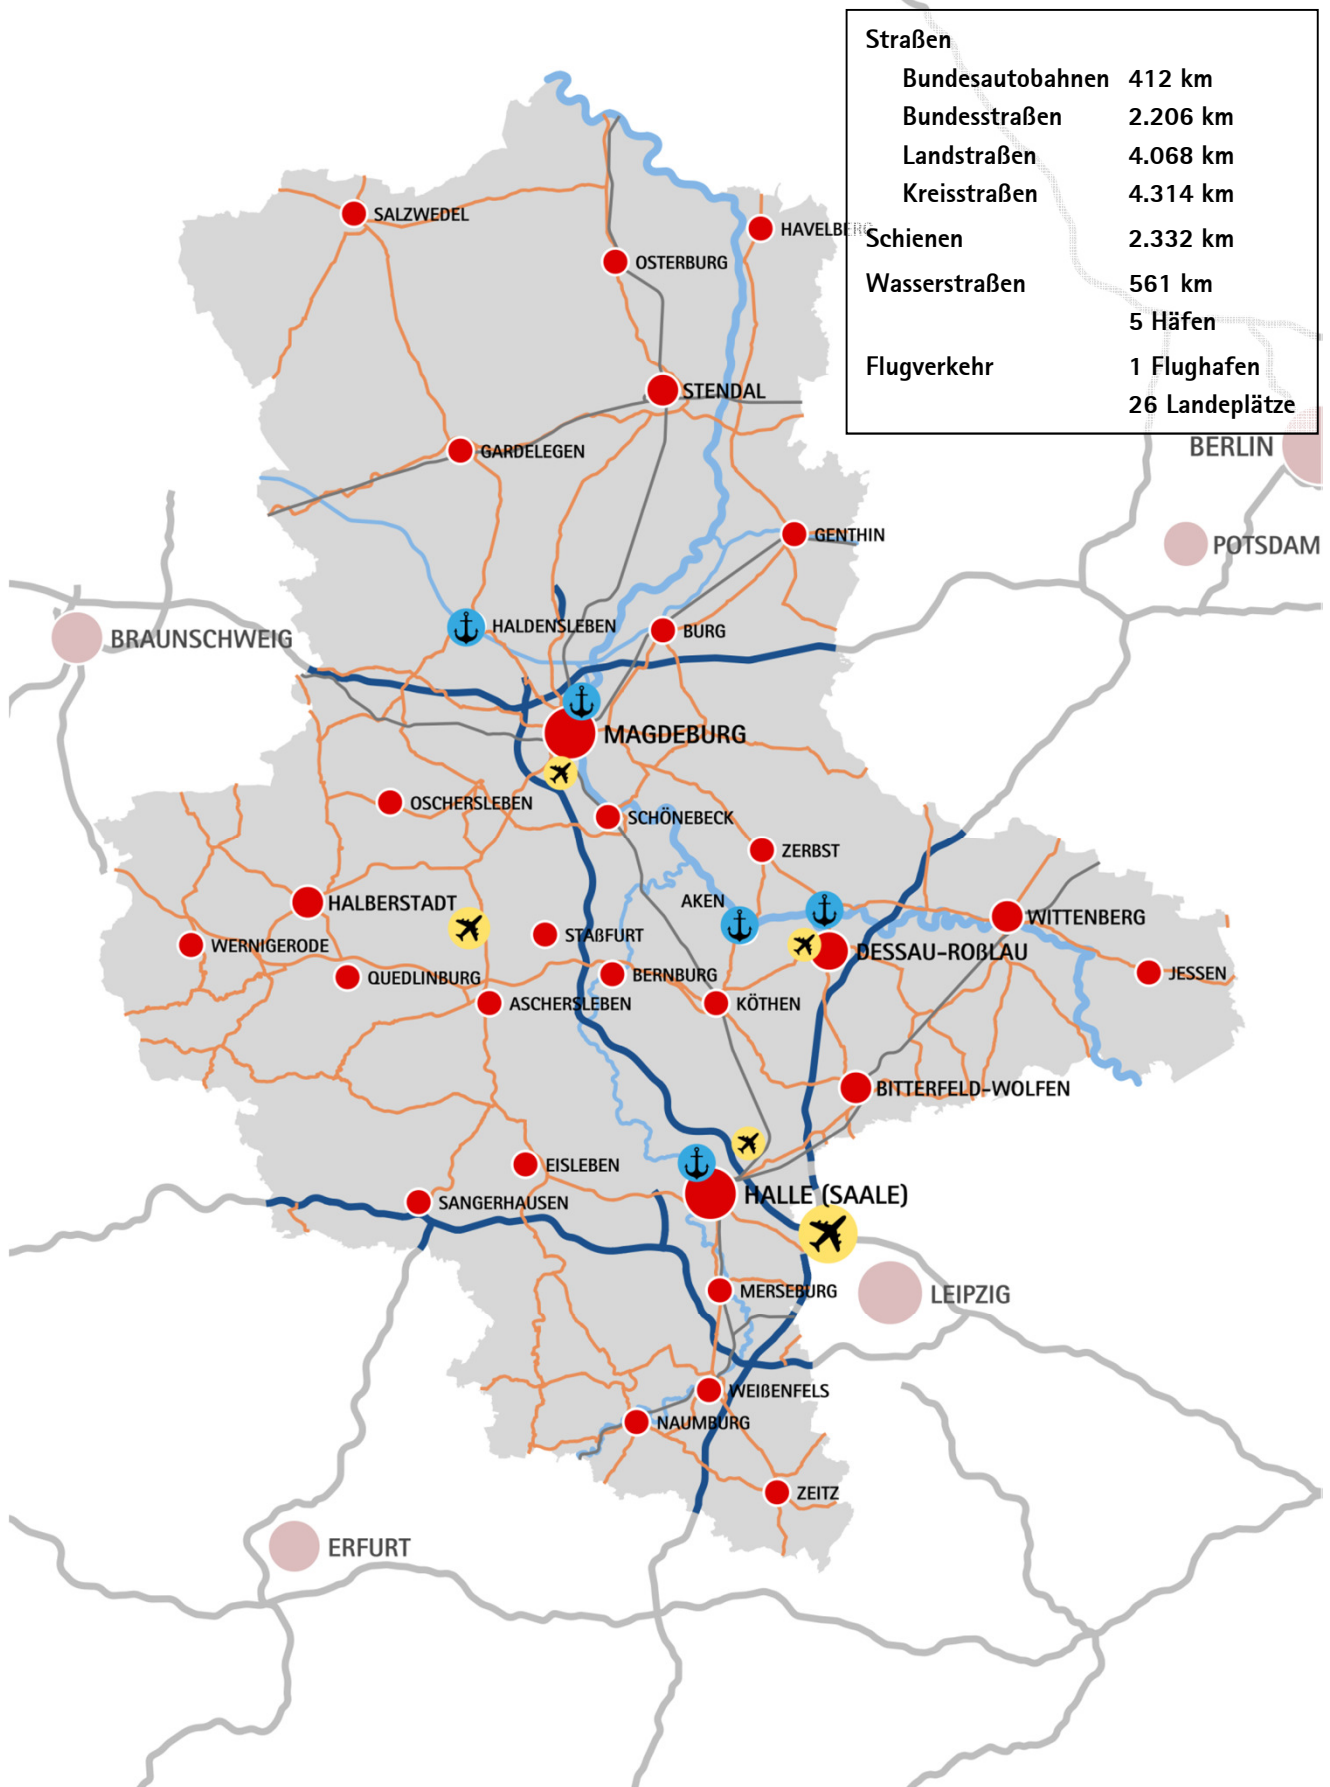 Straßen
Bundesautobahnen 412 km
Bundesstraßen 2.206 km
Landstraßen 4.068 km
Kreisstraßen 4.314 km
Schienen 2.332 km
Wasserstraßen 561 km
5 Häfen
Flugverkehr 1 Flughafen
26 Landeplätze
SALZWEDEL
HAVELBERG
OSTERBURG
STENDAL
BERLIN
GARDELEGEN
GENTHIN
POTSDAM
HALDENSLEBEN
BURG
BRAUNSCHWEIG
MAGDEBURG
OSCHERSLEBEN
SCHÖNEBECK
ZERBST
HALBERSTADT
AKEN
WITTENBERG
STAßFURT
WERNIGERODE
DESSAU-ROßLAU
QUEDLINBURG
BERNBURG
JESSEN
ASCHERSLEBEN
KÖTHEN
BITTERFELD-WOLFEN
EISLEBEN
HALLE (SAALE)
SANGERHAUSEN
MERSEBURG
LEIPZIG
WEIßENFELS
NAUMBURG
ZEITZ
ERFURT